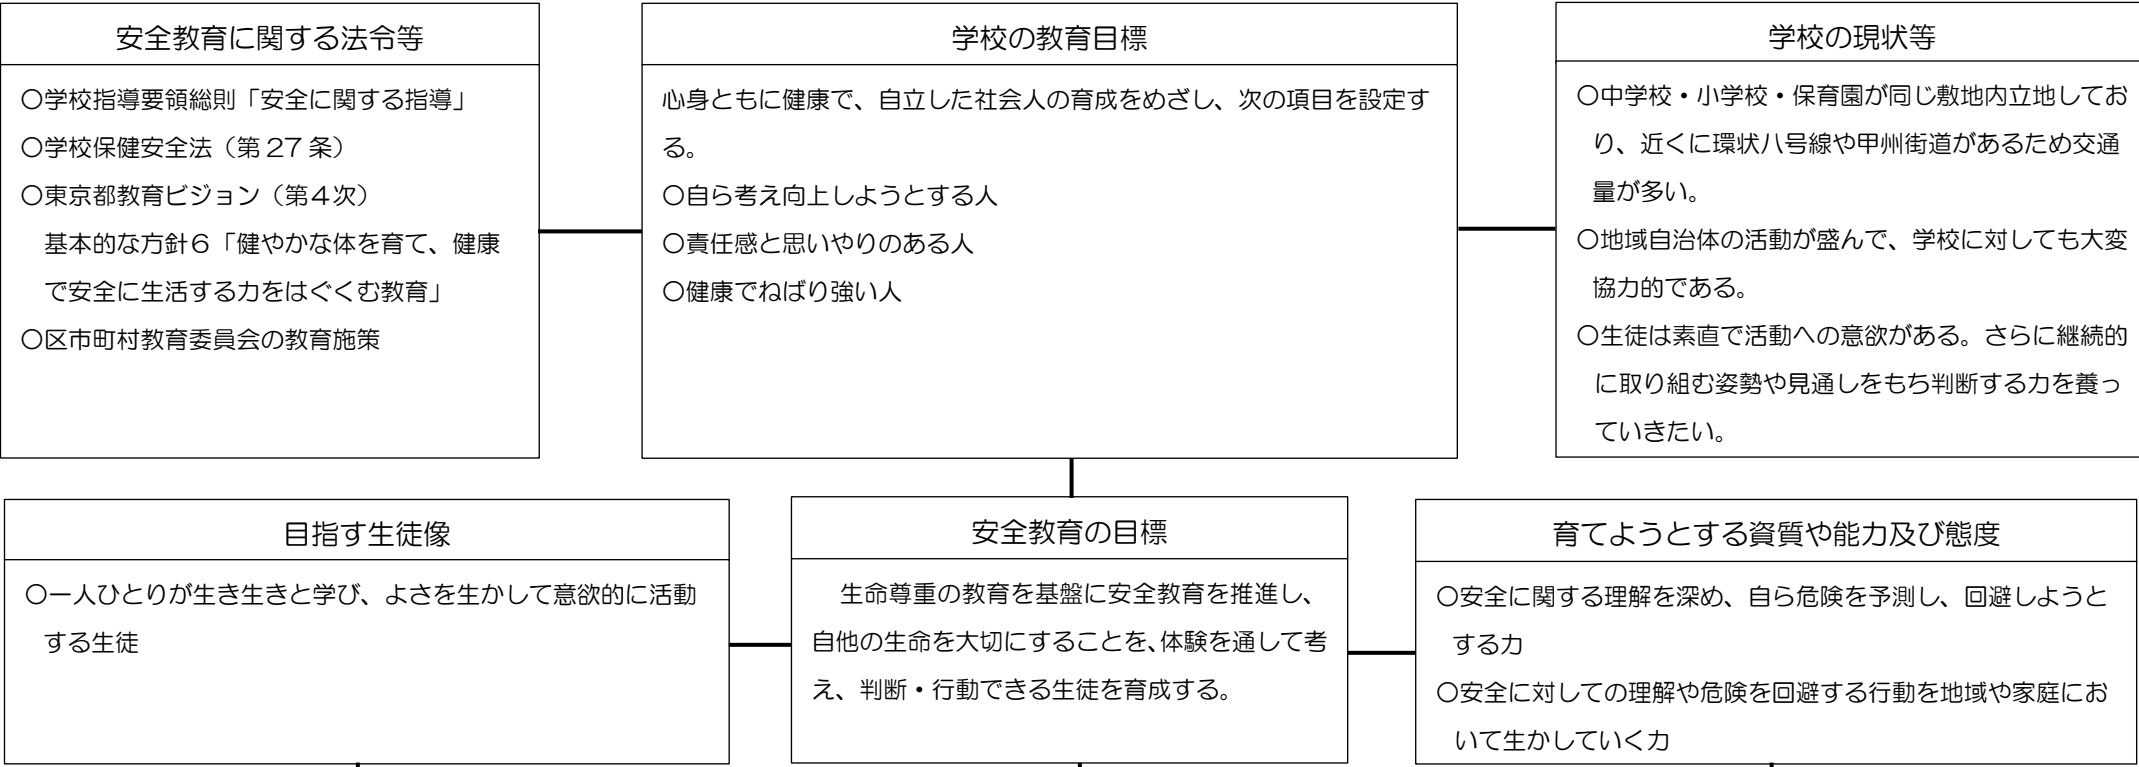 安全教育に関する法令等
○学校指導要領総則「安全に関する指導」
○学校保健安全法（第 27 条）
○東京都教育ビジョン（第４次）
基本的な方針６「健やかな体を育て、健康
で安全に生活する力をはぐくむ教育」
○区市町村教育委員会の教育施策
学校の教育目標
心身ともに健康で、自立した社会人の育成をめざし、次の項目を設定す
る。
○自ら考え向上しようとする人
○責任感と思いやりのある人
○健康でねばり強い人
学校の現状等
○中学校・小学校・保育園が同じ敷地内立地してお
り、近くに環状八号線や甲州街道があるため交通
量が多い。
○地域自治体の活動が盛んで、学校に対しても大変
協力的である。
○生徒は素直で活動への意欲がある。さらに継続的
に取り組む姿勢や見通しをもち判断する力を養っ
ていきたい。
目指す生徒像
○一人ひとりが生き生きと学び、よさを生かして意欲的に活動
する生徒
安全教育の目標
生命尊重の教育を基盤に安全教育を推進し、
自他の生命を大切にすることを、体験を通して考
え、判断・行動できる生徒を育成する。
育てようとする資質や能力及び態度
○安全に関する理解を深め、自ら危険を予測し、回避しようと
する力
○安全に対しての理解や危険を回避する行動を地域や家庭にお
いて生かしていく力